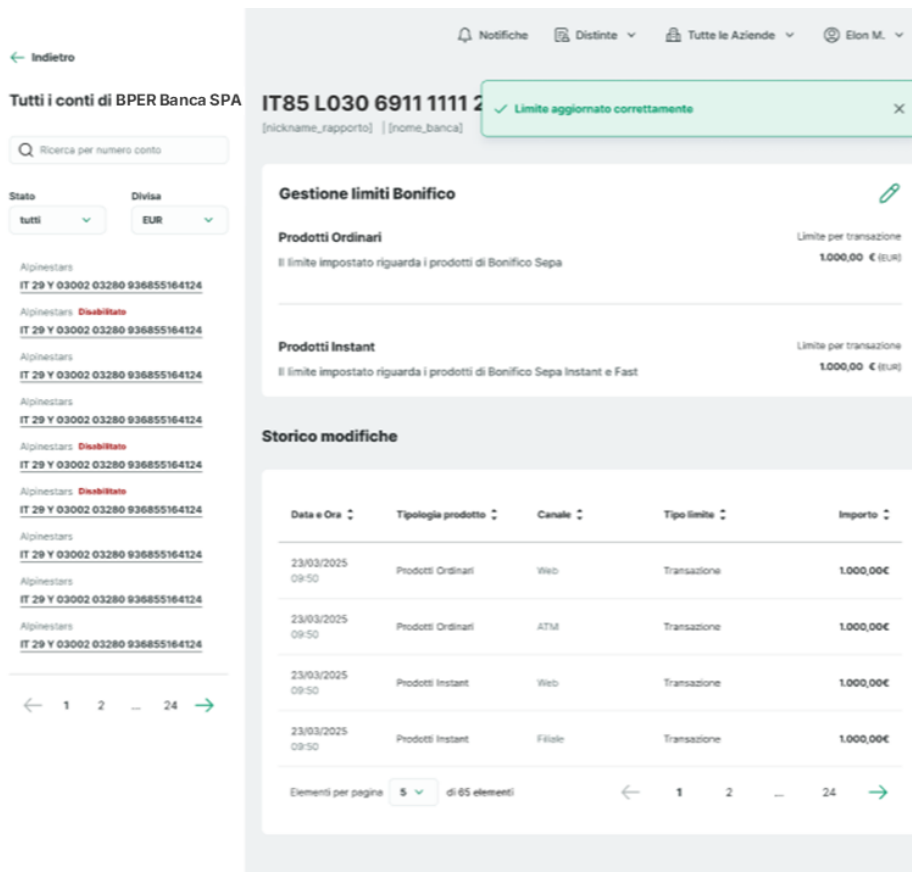 Notifiche Distinte Tutte le Aziende Elon M.
Indietro
Tutti i conti di BPER Banca SPA
Ricerca per numero conto
Stato Divisa
tutti EUR
Alpinestars
IT 29 Y 03002 03280 936855164124
Alpinestars Disabilitato
IT 29 Y 03002 03280 936855164124
Alpinestars
IT 29 Y 03002 03280 936855164124
Alpinestars
IT 29 Y 03002 03280 936855164124
Alpinestars Disabilitato
IT 29 Y 03002 03280 936855164124
Alpinestars Disabilitato
IT 29 Y 03002 03280 936855164124
Alpinestars
IT 29 Y 03002 03280 936855164124
Alpinestars
IT 29 Y 03002 03280 936855164124
Alpinestars
IT 29 Y 03002 03280 936855164124
1 2 ... 24
IT85 L030 6911 1111 2
Limite aggiornato correttamente
[nickname_rapporto] | [nome_banca]
Gestione limiti Bonifico
Prodotti Ordinari Limite per transazione
Il limite impostato riguarda i prodotti di Bonifico Sepa 1.000,00 € (EUR)
Prodotti Instant Limite per transazione
Il limite impostato riguarda i prodotti di Bonifico Sepa Instant e Fast 1.000,00 € (EUR)
Storico modifiche
Data e Ora Tipologia prodotto Canale Tipo limite Importo
23/03/2025
09:50 Prodotti Ordinari Web Transazione 1.000,00€
23/03/2025
09:50 Prodotti Ordinari ATM Transazione 1.000,00€
23/03/2025
09:50 Prodotti Instant Web Transazione 1.000,00€
23/03/2025
09:50 Prodotti Instant Filiale Transazione 1.000,00€
Elementi per pagina 5 di 65 elementi 1 2 ... 24